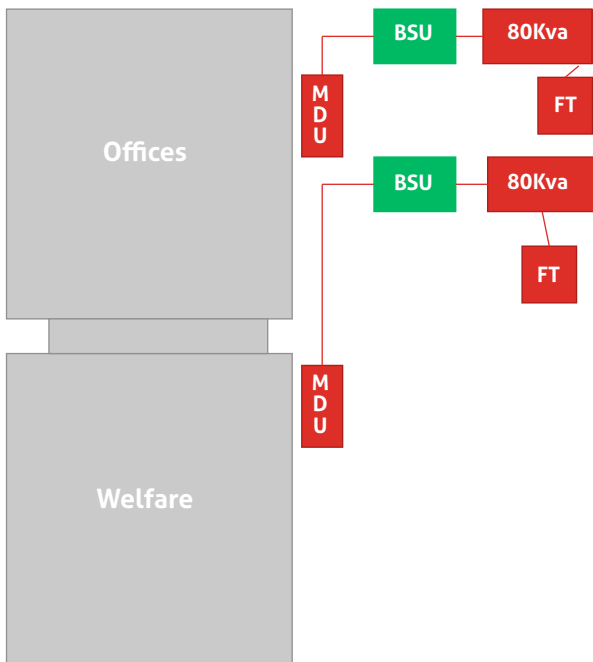 BSU
80Kva
M
D
U
FT
Offices
BSU
80Kva
FT
M
D
U
Welfare